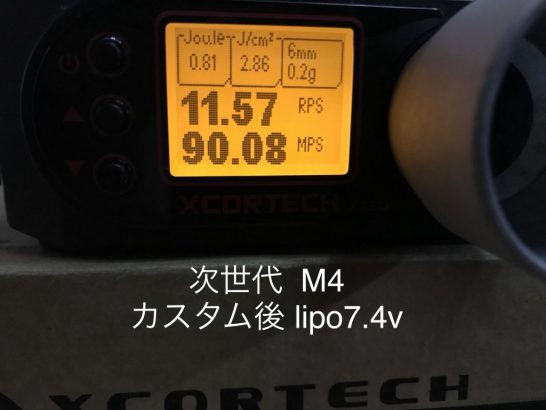 Joule J/cm² 6mm
0.81 2.86 0.2g
11.57 RPS
90.08 MPS
XCORTECH
次世代 M4
カスタム後 lipo7.4v
XCORTECH